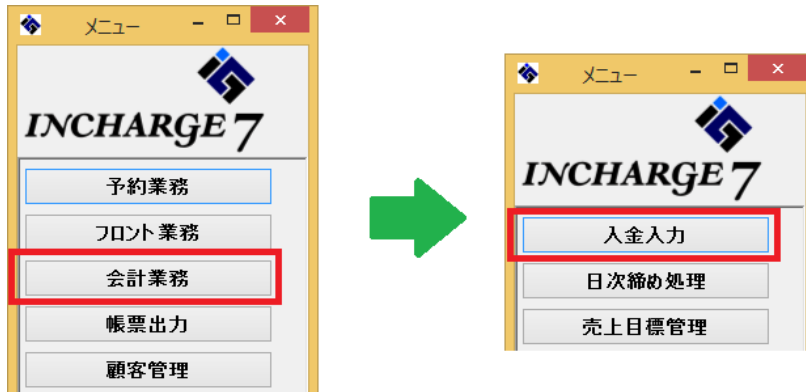 メニュー
INCHARGE 7
予約業務
フロント業務
会計業務
帳票出力
顧客管理
メニュー
INCHARGE 7
入金入力
日次締め処理
売上目標管理